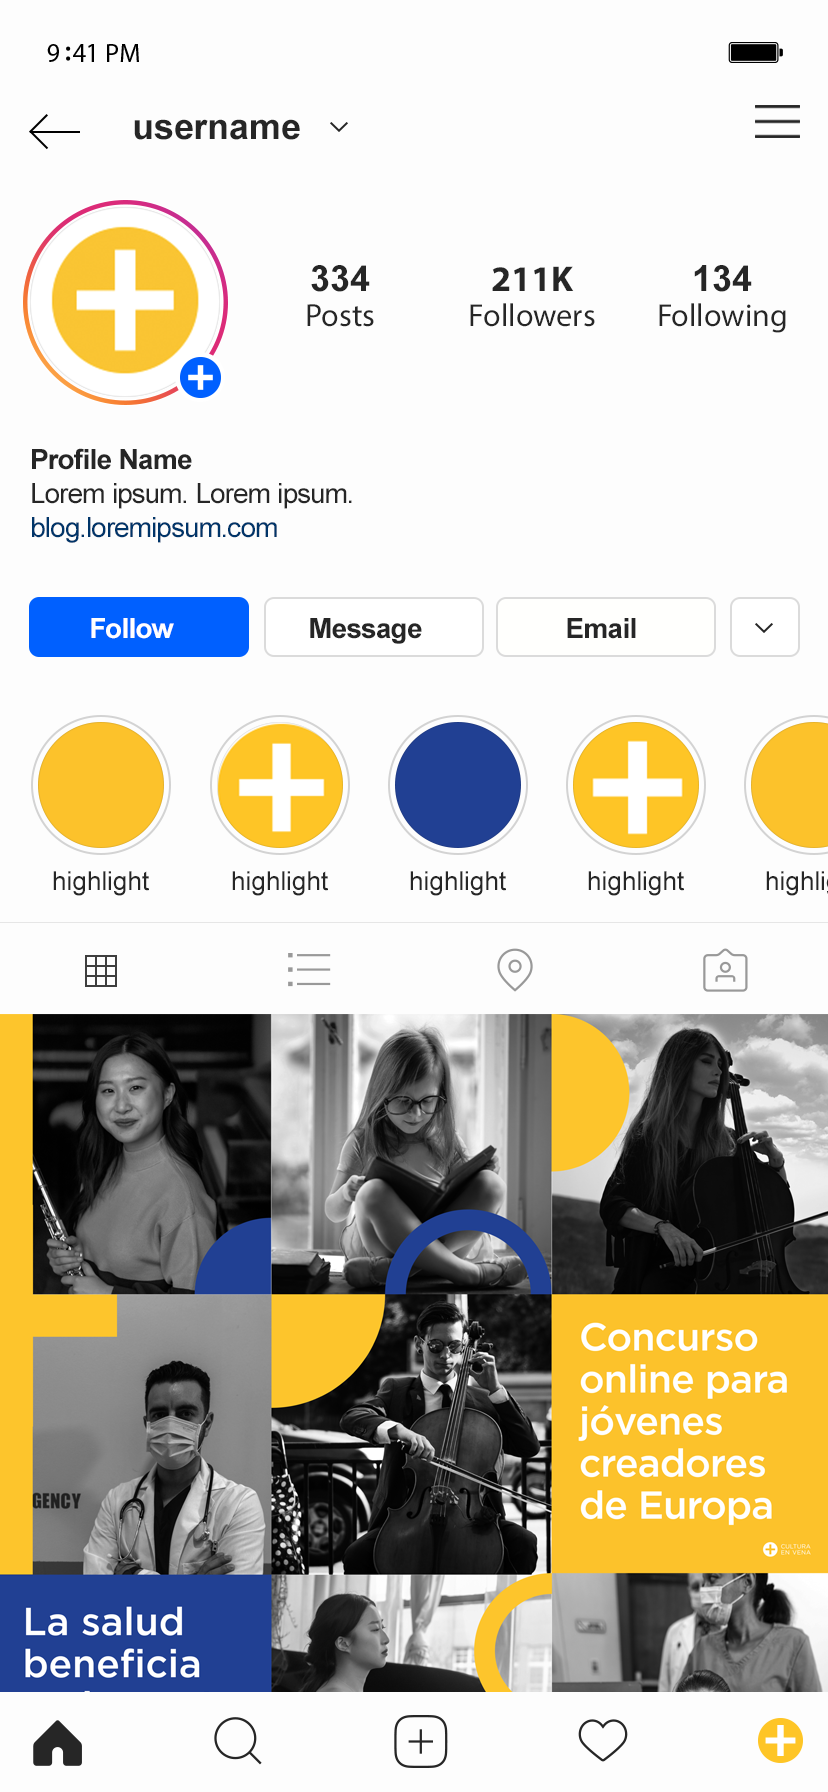 9:41 PM
username
334 211K 134
Posts Followers Following
Profile Name
Lorem ipsum. Lorem ipsum.
blog.loremipsum.com
Follow Message Email
highlight highlight highlight highlight highli
GENCY
Concurso
online para
jóvenes
creadores
de Europa
CULTURA
EN VENA
La salud
beneficia